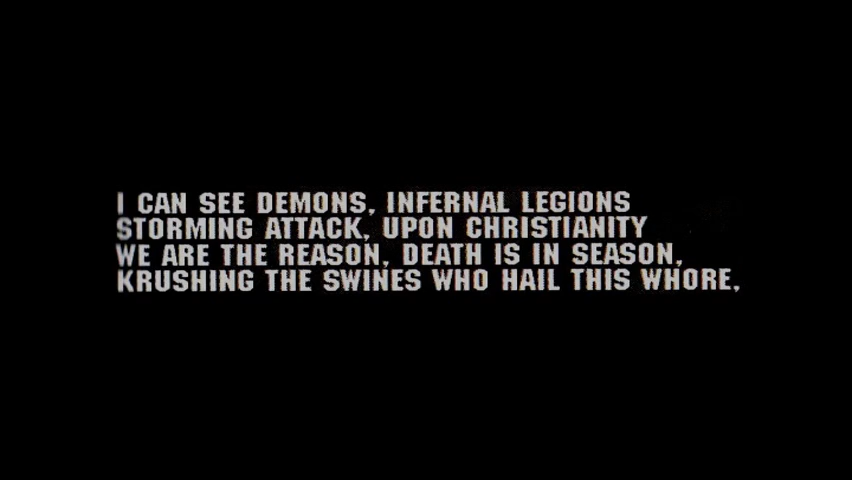 I CAN SEE DEMONS, INFERNAL LEGIONS
STORMING ATTACK, UPON CHRISTIANITY
WE ARE THE REASON, DEATH IS IN SEASON,
KRUSHING THE SWINES WHO HAIL THIS WHORE,